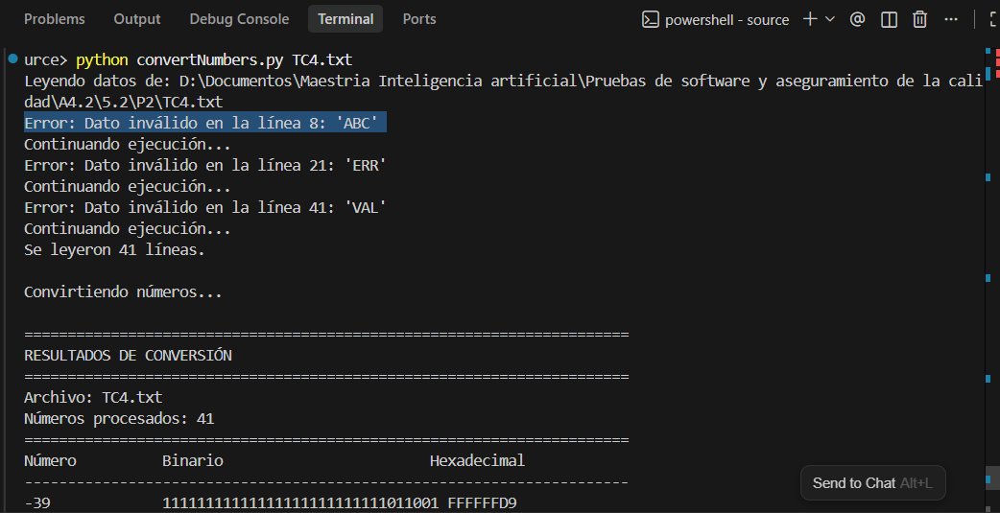 Problems Output Debug Console Terminal Ports powershell - source
urce> python convertNumbers.py TC4.txt
Leyendo datos de: D:\Documentos\Maestria Inteligencia artificial\Pruebas de software y aseguramiento de la cali
dad\A4.2\5.2\P2\TC4.txt
Error: Dato inválido en la línea 8: 'ABC'
Continuando ejecución...
Error: Dato inválido en la línea 21: 'ERR'
Continuando ejecución...
Error: Dato inválido en la línea 41: 'VAL'
Continuando ejecución...
Se leyeron 41 líneas.
Convirtiendo números...
======================================================================
RESULTADOS DE CONVERSIÓN
======================================================================
Archivo: TC4.txt
Números procesados: 41
======================================================================
Número Binario Hexadecimal
----------------------------------------------------------------------
-39 11111111111111111111111111011001 FFFFFFD9
Send to Chat Alt+L